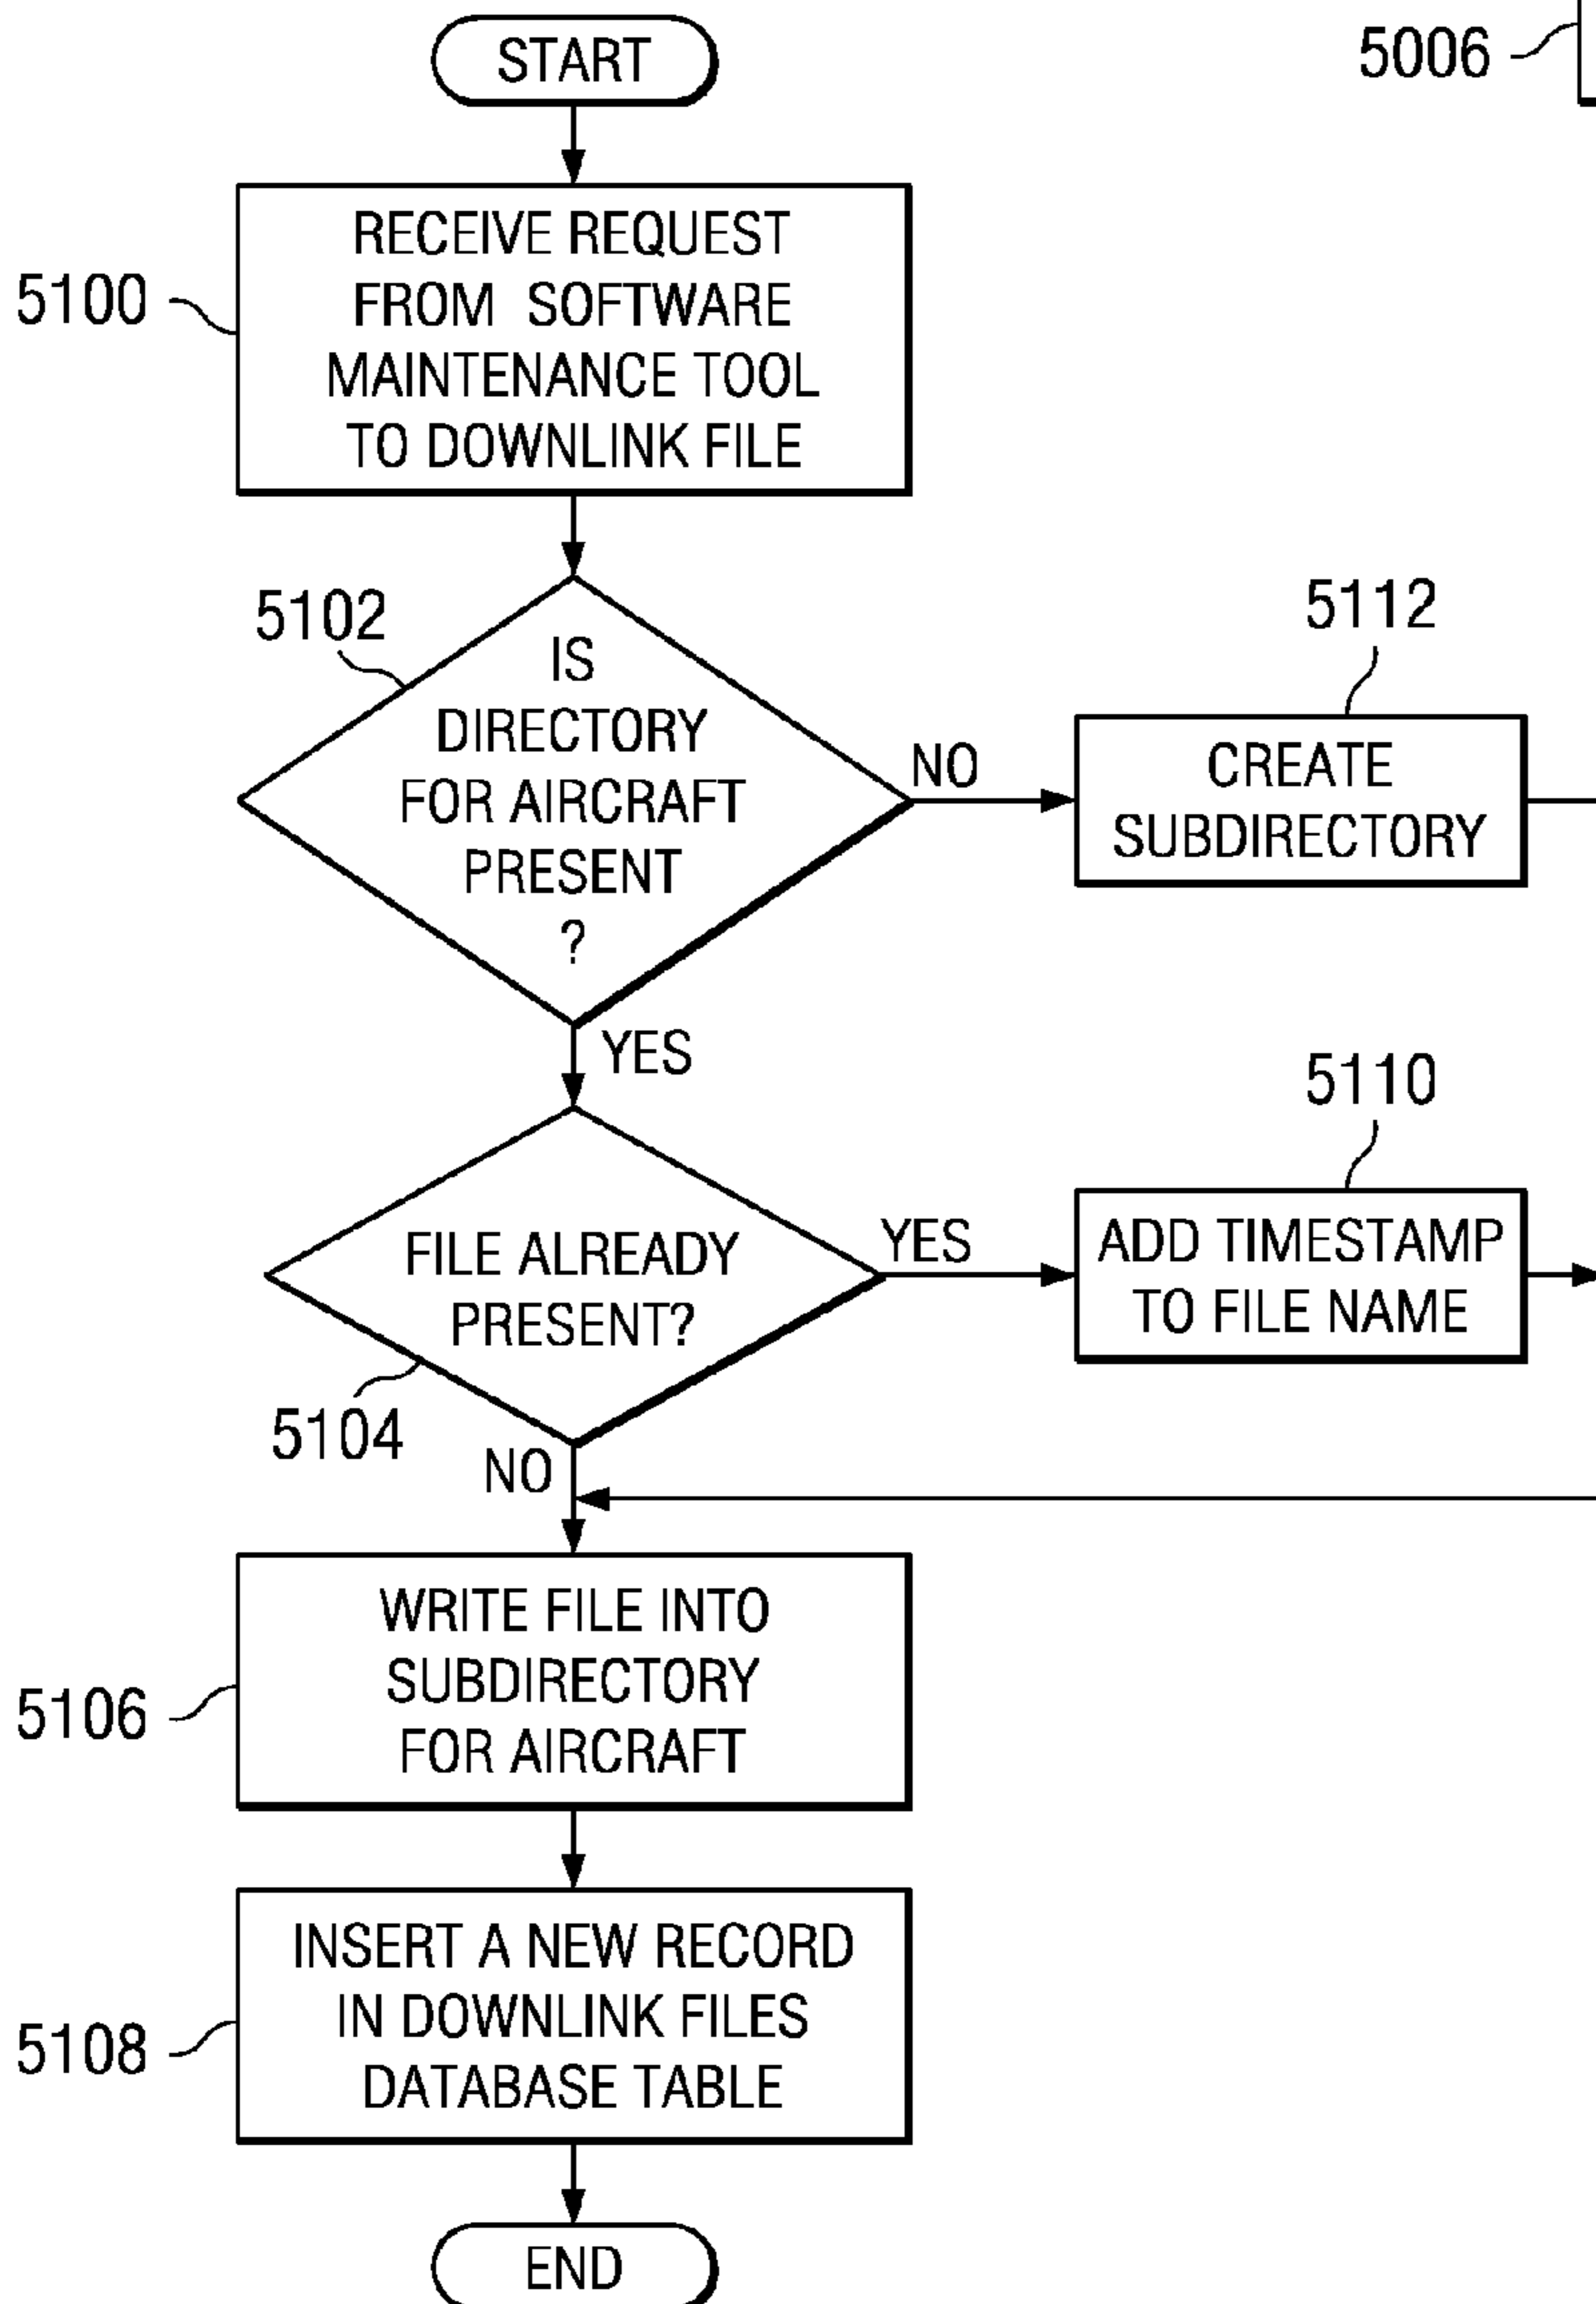 START
5006
5100
RECEIVE REQUEST
FROM SOFTWARE
MAINTENANCE TOOL
TO DOWNLINK FILE
5102
IS
DIRECTORY
FOR AIRCRAFT
PRESENT
?
NO
5112
CREATE
SUBDIRECTORY
YES
5104
FILE ALREADY
PRESENT?
YES
5110
ADD TIMESTAMP
TO FILE NAME
NO
5106
WRITE FILE INTO
SUBDIRECTORY
FOR AIRCRAFT
5108
INSERT A NEW RECORD
IN DOWNLINK FILES
DATABASE TABLE
END